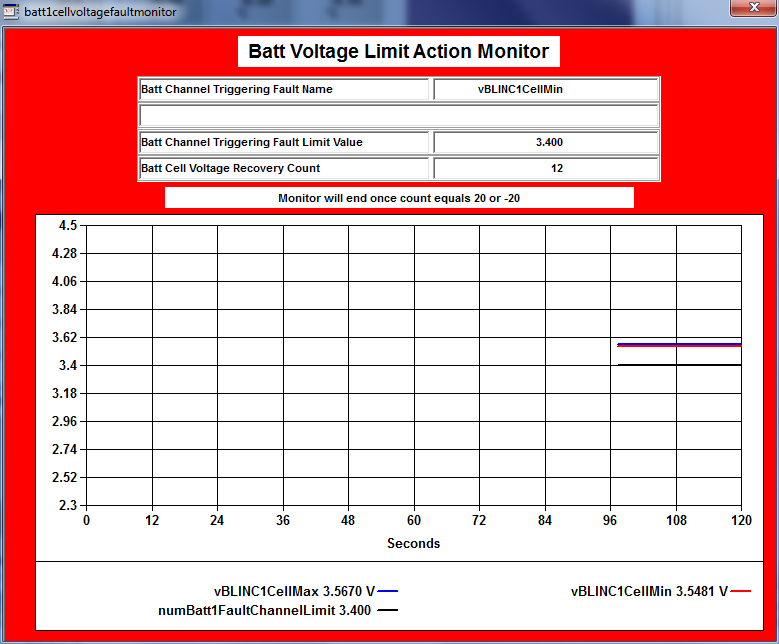 batt1cellvoltagefaultmonitor
Batt Voltage Limit Action Monitor
Batt Channel Triggering Fault Name vBLINC1CellMin
Batt Channel Triggering Fault Limit Value 3.400
Batt Cell Voltage Recovery Count 12
Monitor will end once count equals 20 or -20
4.5
4.28
4.06
3.84
3.62
3.4
3.18
2.96
2.74
2.52
2.3
0 12 24 36 48 60 72 84 96 108 120
Seconds
vBLINC1CellMax 3.5670 V vBLINC1CellMin 3.5481 V
numBatt1FaultChannelLimit 3.400